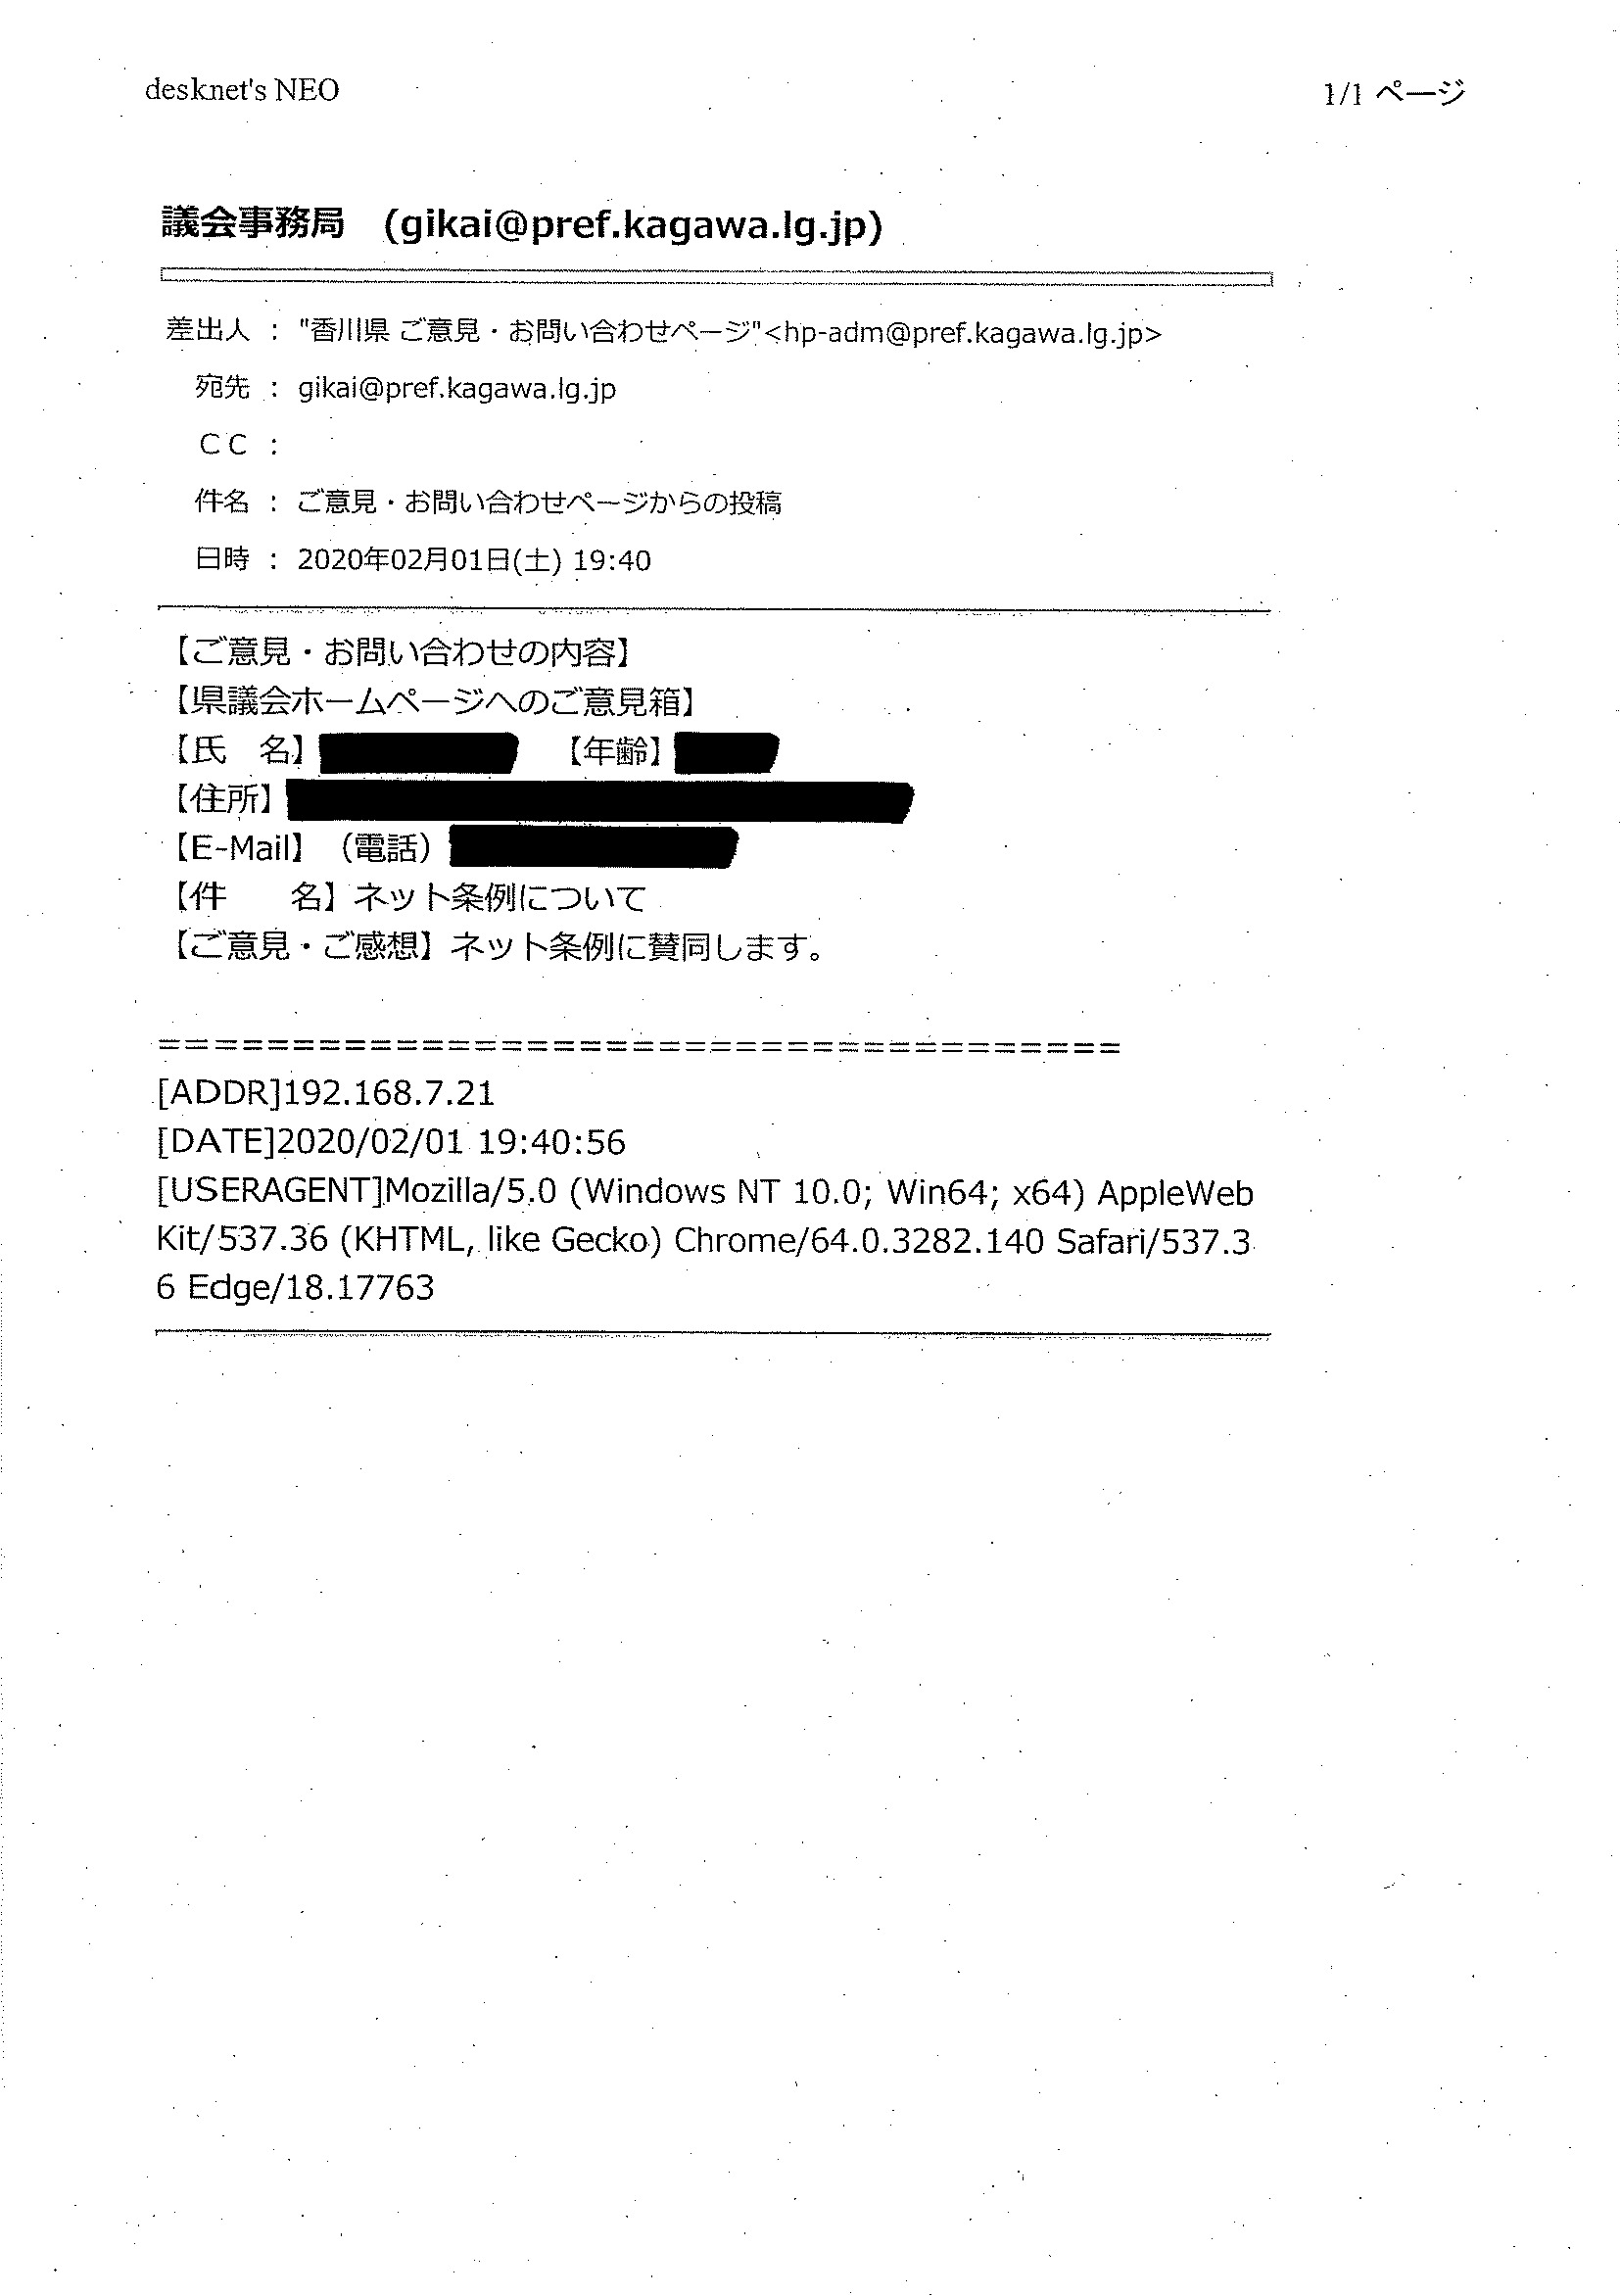 desknet's NEO
1/1 ページ
議会事務局　(gikai@pref.kagawa.lg.jp)
差出人 : "香川県 ご意見・お問い合わせページ"<hp-adm@pref.kagawa.lg.jp>
宛先 : gikai@pref.kagawa.lg.jp
ＣＣ :
件名 : ご意見・お問い合わせページからの投稿
日時 : 2020年02月01日(土) 19:40
【ご意見・お問い合わせの内容】
【県議会ホームページへのご意見箱】
【氏　名】　【年齢】
【住所】
【E-Mail】（電話）
【件　　名】ネット条例について
【ご意見・ご感想】ネット条例に賛同します。
=====================================
[ADDR]192.168.7.21
[DATE]2020/02/01 19:40:56
[USERAGENT]Mozilla/5.0 (Windows NT 10.0; Win64; x64) AppleWeb
Kit/537.36 (KHTML, like Gecko) Chrome/64.0.3282.140 Safari/537.3
6 Edge/18.17763